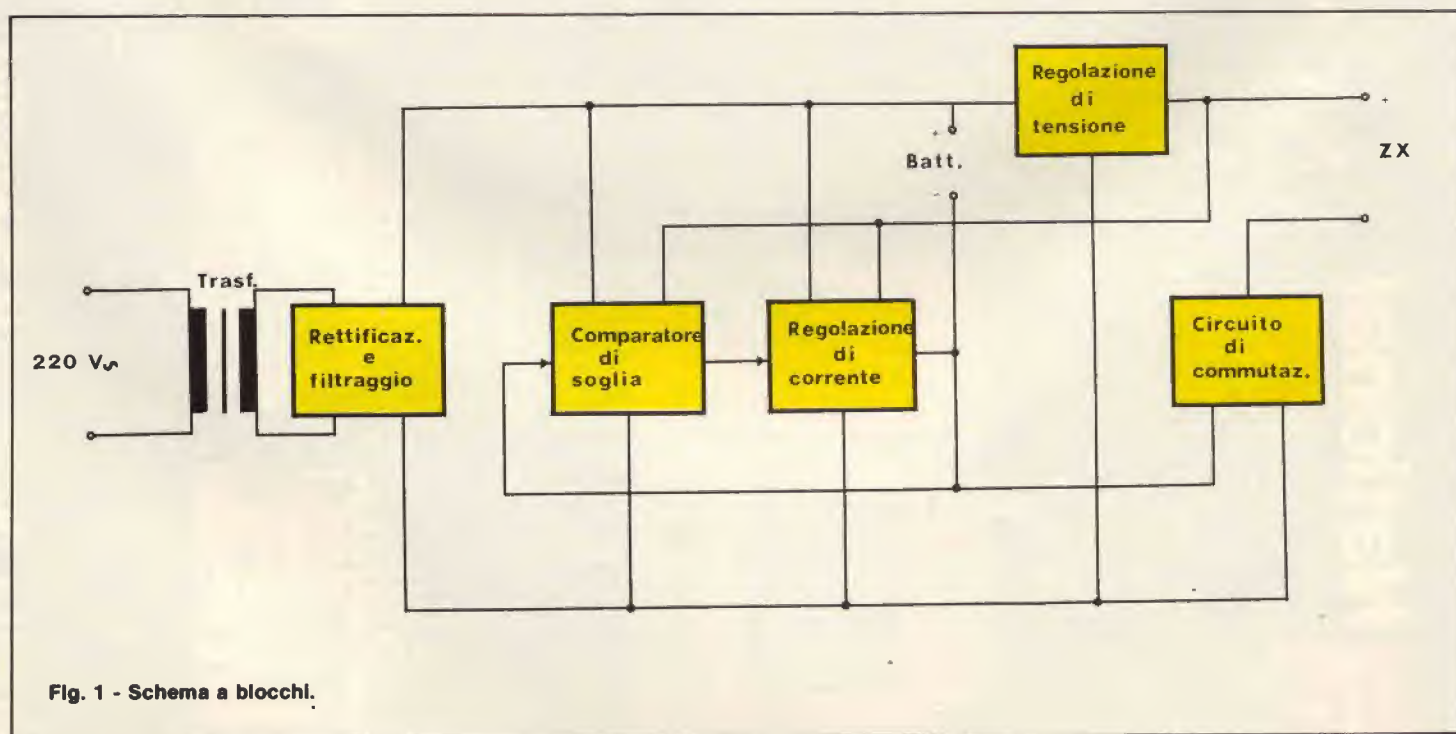 Regolazione
di
tensione
+
ZX
+
Batt.
-
Trasf.
220 V∿
Rettificaz.
e
filtraggio
Comparatore
di
soglia
Regolazione
di
corrente
Circuito
di
commutaz.
Fig. 1 - Schema a blocchi.